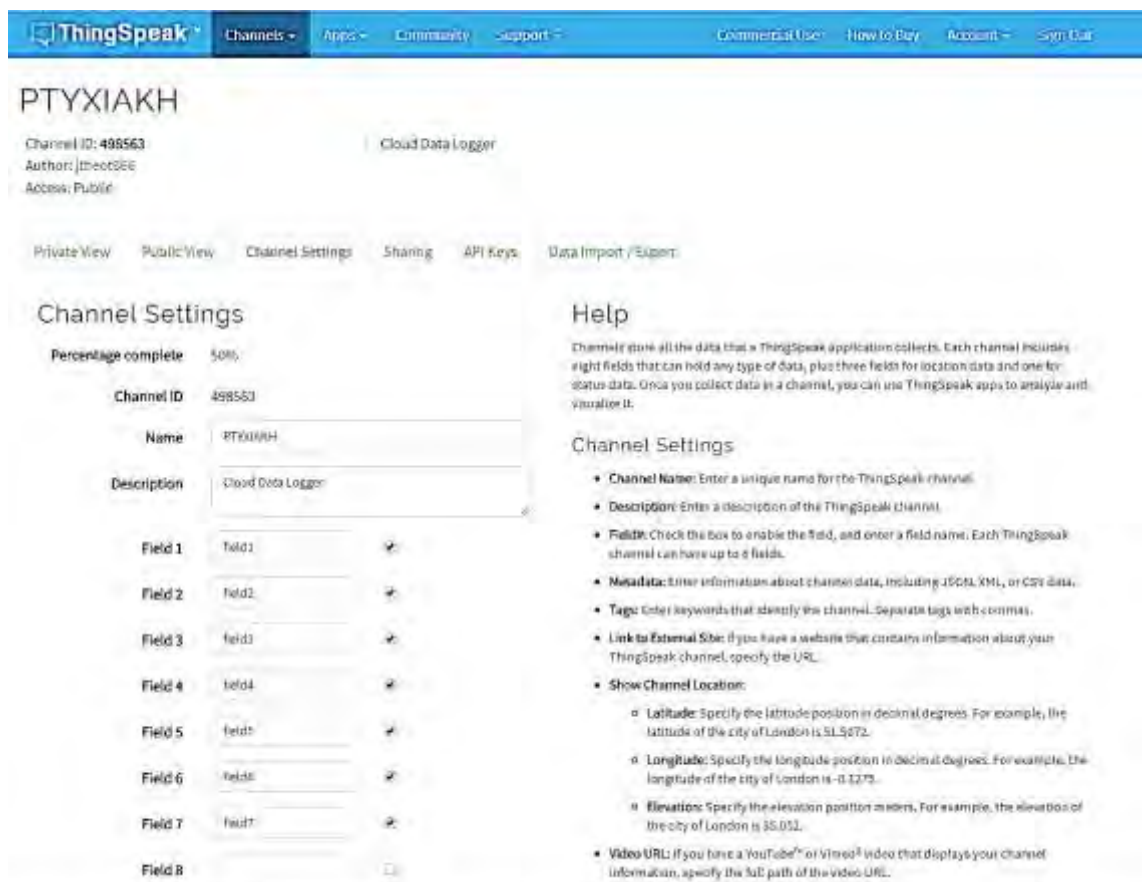 ThingSpeak™ Channels Apps Community Support Commercial Use How to Buy Account Sign Out
PTYXIAKH
Channel ID: 498563
Author:
Access: Public
Cloud Data Logger
Private View Public View Channel Settings Sharing API Keys Data Import / Export
Channel Settings
Percentage complete 50%
Channel ID 498563
Name PTYXIAKH
Description Cloud Data Logger
Field 1 field1
Field 2 field2
Field 3 field3
Field 4 field4
Field 5 field5
Field 6 field6
Field 7 field7
Field 8
Help
Channels store all the data that a ThingSpeak application collects. Each channel includes
eight fields that can hold any type of data, plus three fields for location data and one for
status data. Once you collect data in a channel, you can use ThingSpeak apps to analyze and
visualize it.
Channel Settings
• Channel Name: Enter a unique name for the ThingSpeak channel.
• Description: Enter a description of the ThingSpeak channel.
• Field#: Check the box to enable the field, and enter a field name. Each ThingSpeak
channel can have up to 8 fields.
• Metadata: Enter information about channel data, including JSON, XML, or CSV data.
• Tags: Enter keywords that identify the channel. Separate tags with commas.
• Link to External Site: If you have a website that contains information about your
ThingSpeak channel, specify the URL.
• Show Channel Location:
Latitude: Specify the latitude position in decimal degrees. For example, the
latitude of the city of London is 51.5072.
Longitude: Specify the longitude position in decimal degrees. For example, the
longitude of the city of London is -0.1275.
Elevation: Specify the elevation position meters. For example, the elevation of
the city of London is 35.052.
• Video URL: If you have a YouTube™ or Vimeo® video that displays your channel
information, specify the full path of the video URL.